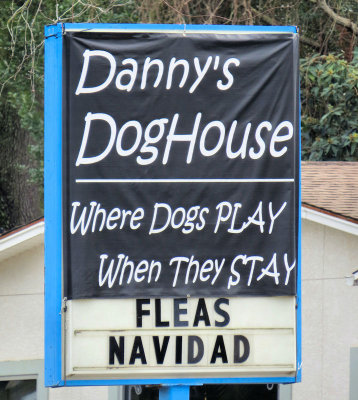 Danny's
DogHouse
Where Dogs PLAY
When They STAY
FLEAS
NAVIDAD